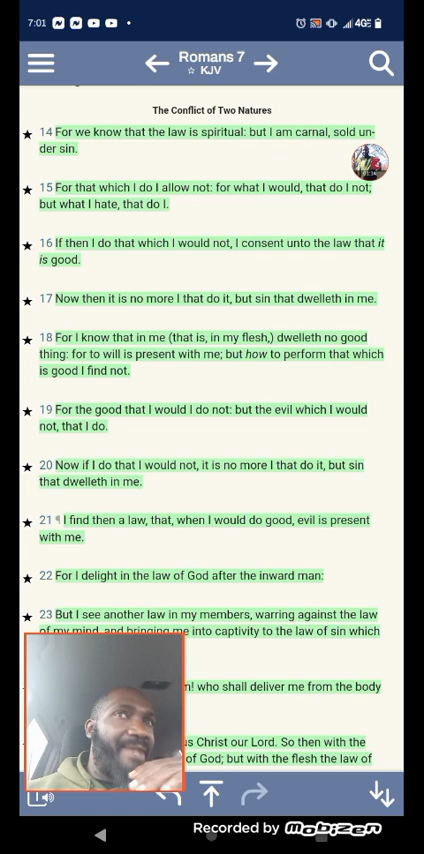 7:01
4G
Romans 7
KJV
The Conflict of Two Natures
14 For we know that the law is spiritual: but I am carnal, sold un-
der sin.
15 For that which I do I allow not: for what I would, that do I not;
but what I hate, that do I.
16 If then I do that which I would not, I consent unto the law that it
is good.
17 Now then it is no more I that do it, but sin that dwelleth in me.
18 For I know that in me (that is, in my flesh,) dwelleth no good
thing: for to will is present with me; but how to perform that which
is good I find not.
19 For the good that I would I do not: but the evil which I would
not, that I do.
20 Now if I do that I would not, it is no more I that do it, but sin
that dwelleth in me.
21 ¶ I find then a law, that, when I would do good, evil is present
with me.
22 For I delight in the law of God after the inward man:
23 But I see another law in my members, warring against the law
of my mind, and bringing me into captivity to the law of sin which
! who shall deliver me from the body
us Christ our Lord. So then with the
of God; but with the flesh the law of
Recorded by Mobizen